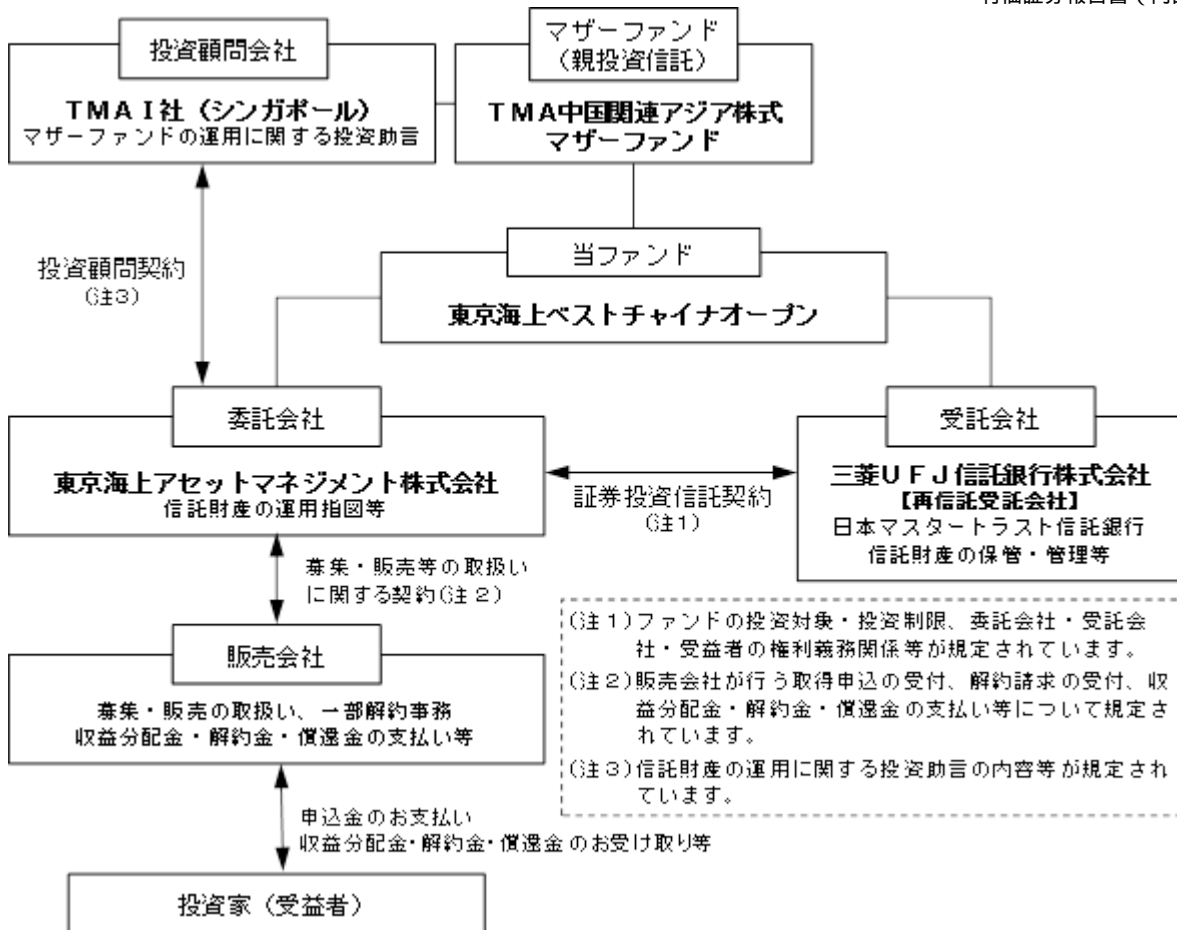 投資顧問会社
TMAI社（シンガポール）
マザーファンドの運用に関する投資助言
マザーファンド
（親投資信託）
TMA中国関連アジア株式
マザーファンド
投資顧問契約
（注3）
当ファンド
東京海上ベストチャイナオープン
委託会社
東京海上アセットマネジメント株式会社
信託財産の運用指図等
証券投資信託契約
（注1）
受託会社
三菱UFJ信託銀行株式会社
【再信託受託会社】
日本マスタートラスト信託銀行
信託財産の保管・管理等
募集・販売等の取扱い
に関する契約（注2）
販売会社
募集・販売の取扱い、一部解約事務
収益分配金・解約金・償還金の支払い等
（注1）ファンドの投資対象・投資制限、委託会社・受託会
社・受益者の権利義務関係等が規定されています。
（注2）販売会社が行う取得申込の受付、解約請求の受付、収
益分配金・解約金・償還金の支払い等について規定さ
れています。
（注3）信託財産の運用に関する投資助言の内容等が規定され
ています。
申込金のお支払い
収益分配金・解約金・償還金のお受け取り等
投資家（受益者）